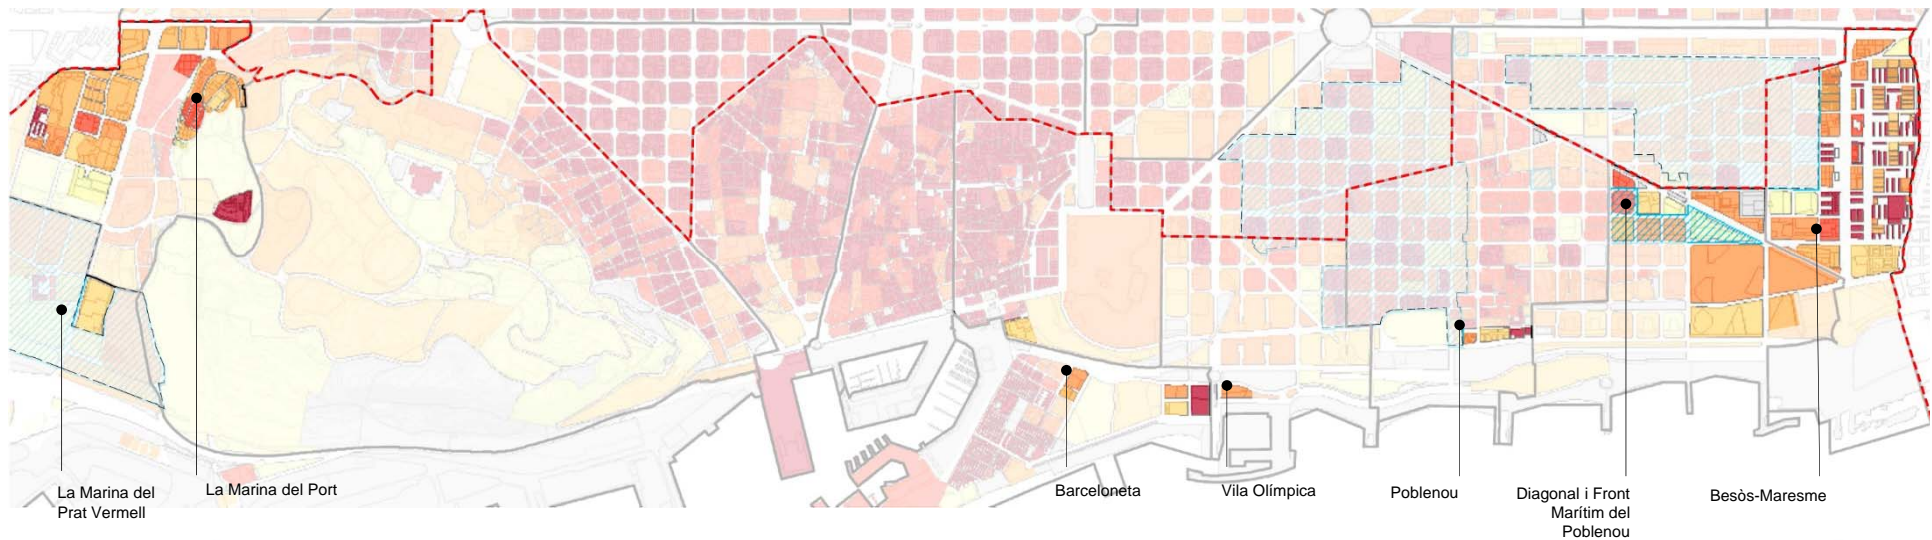 La Marina del
Prat Vermell
La Marina del Port
Barceloneta
Vila Olímpica
Poblenou
Diagonal i Front
Marítim del
Poblenou
Besòs-Maresme